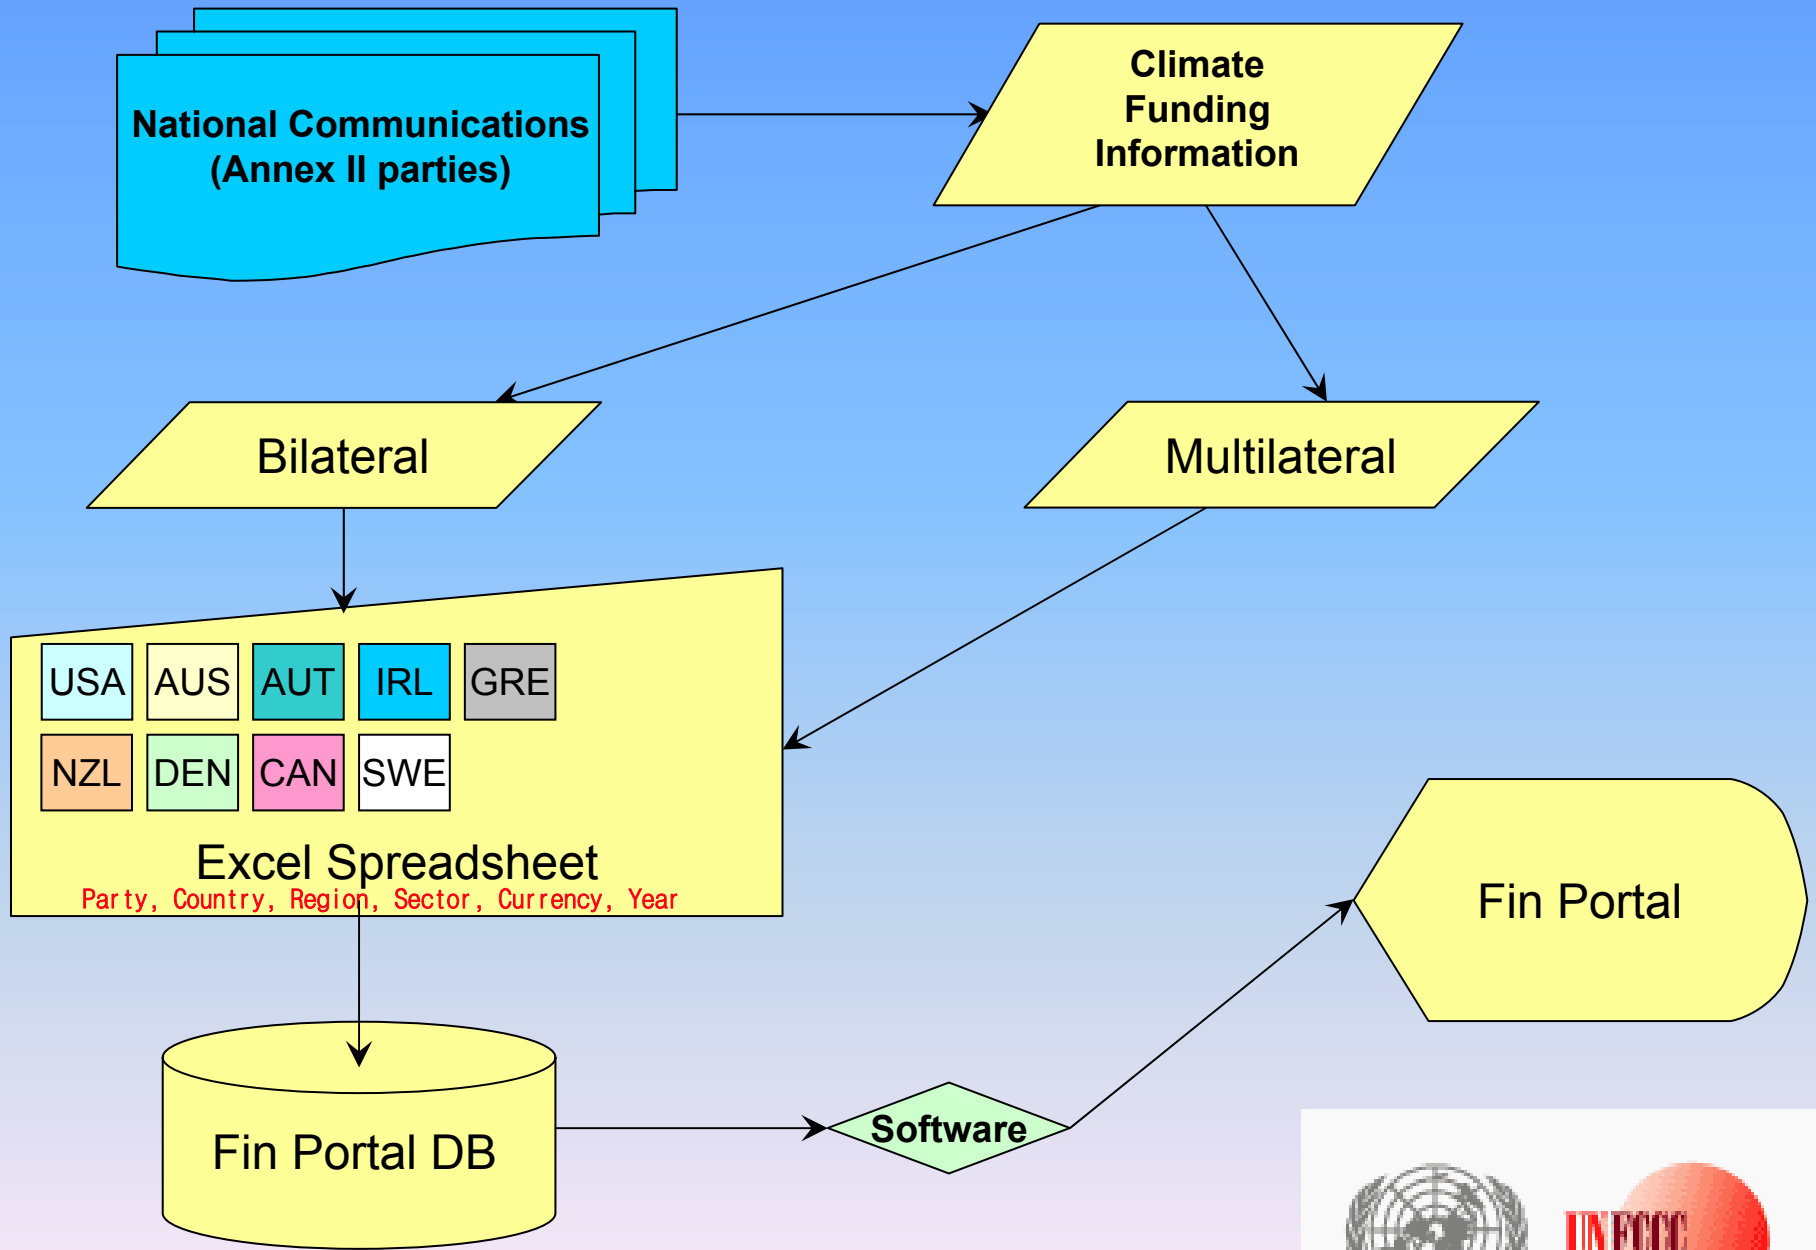 National Communications
(Annex II parties)
Climate
Funding
Information
Bilateral
Multilateral
USA AUS AUT IRL GRE
NZL DEN CAN SWE
Excel Spreadsheet
Party, Country, Region, Sector, Currency, Year
Fin Portal
Fin Portal DB
Software
UNFCCC